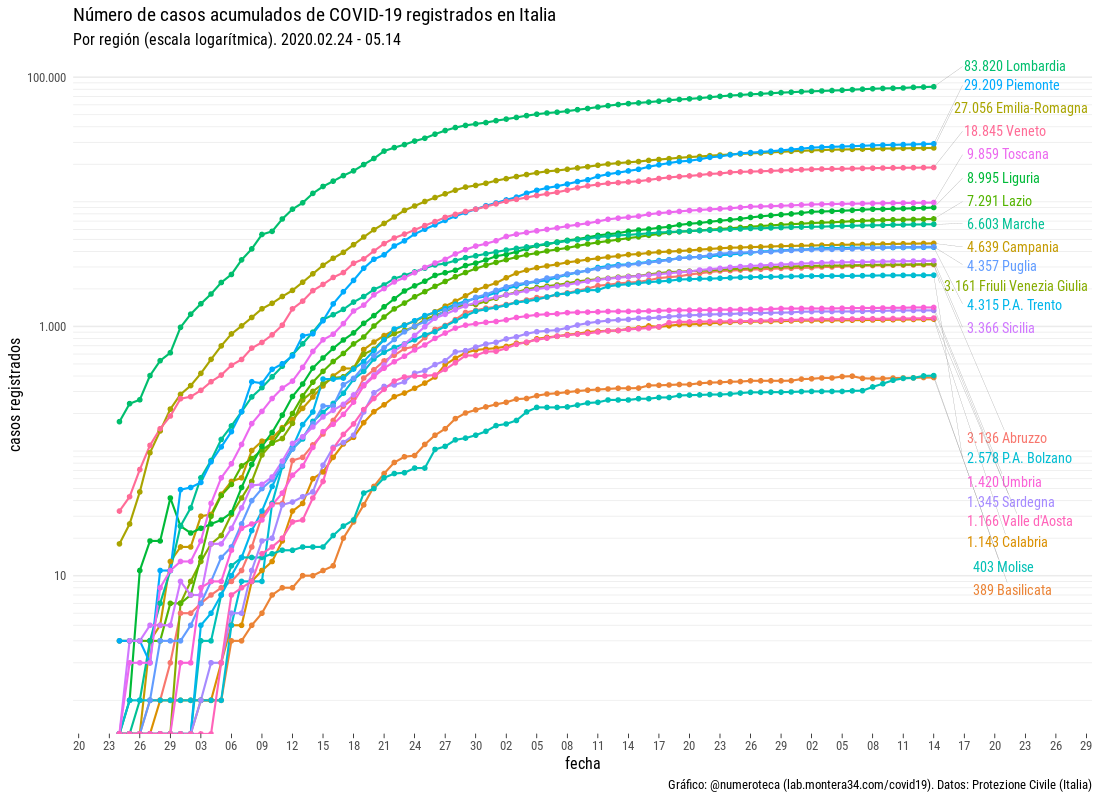 Número de casos acumulados de COVID-19 registrados en Italia
Por región (escala logarítmica). 2020.02.24 - 05.14
100.000
1.000
10
casos registrados
83.820 Lombardia
29.209 Piemonte
27.056 Emilia-Romagna
18.845 Veneto
9.859 Toscana
8.995 Liguria
7.291 Lazio
6.603 Marche
4.639 Campania
4.357 Puglia
3.161 Friuli Venezia Giulia
4.315 P.A. Trento
3.366 Sicilia
3.136 Abruzzo
2.578 P.A. Bolzano
1.420 Umbria
1.345 Sardegna
1.166 Valle d'Aosta
1.143 Calabria
403 Molise
389 Basilicata
20 23 26 29 03 06 09 12 15 18 21 24 27 30 02 05 08 11 14 17 20 23 26 29 02 05 08 11 14 17 20 23 26 29
fecha
Gráfico: @numeroteca (lab.montera34.com/covid19). Datos: Protezione Civile (Italia)